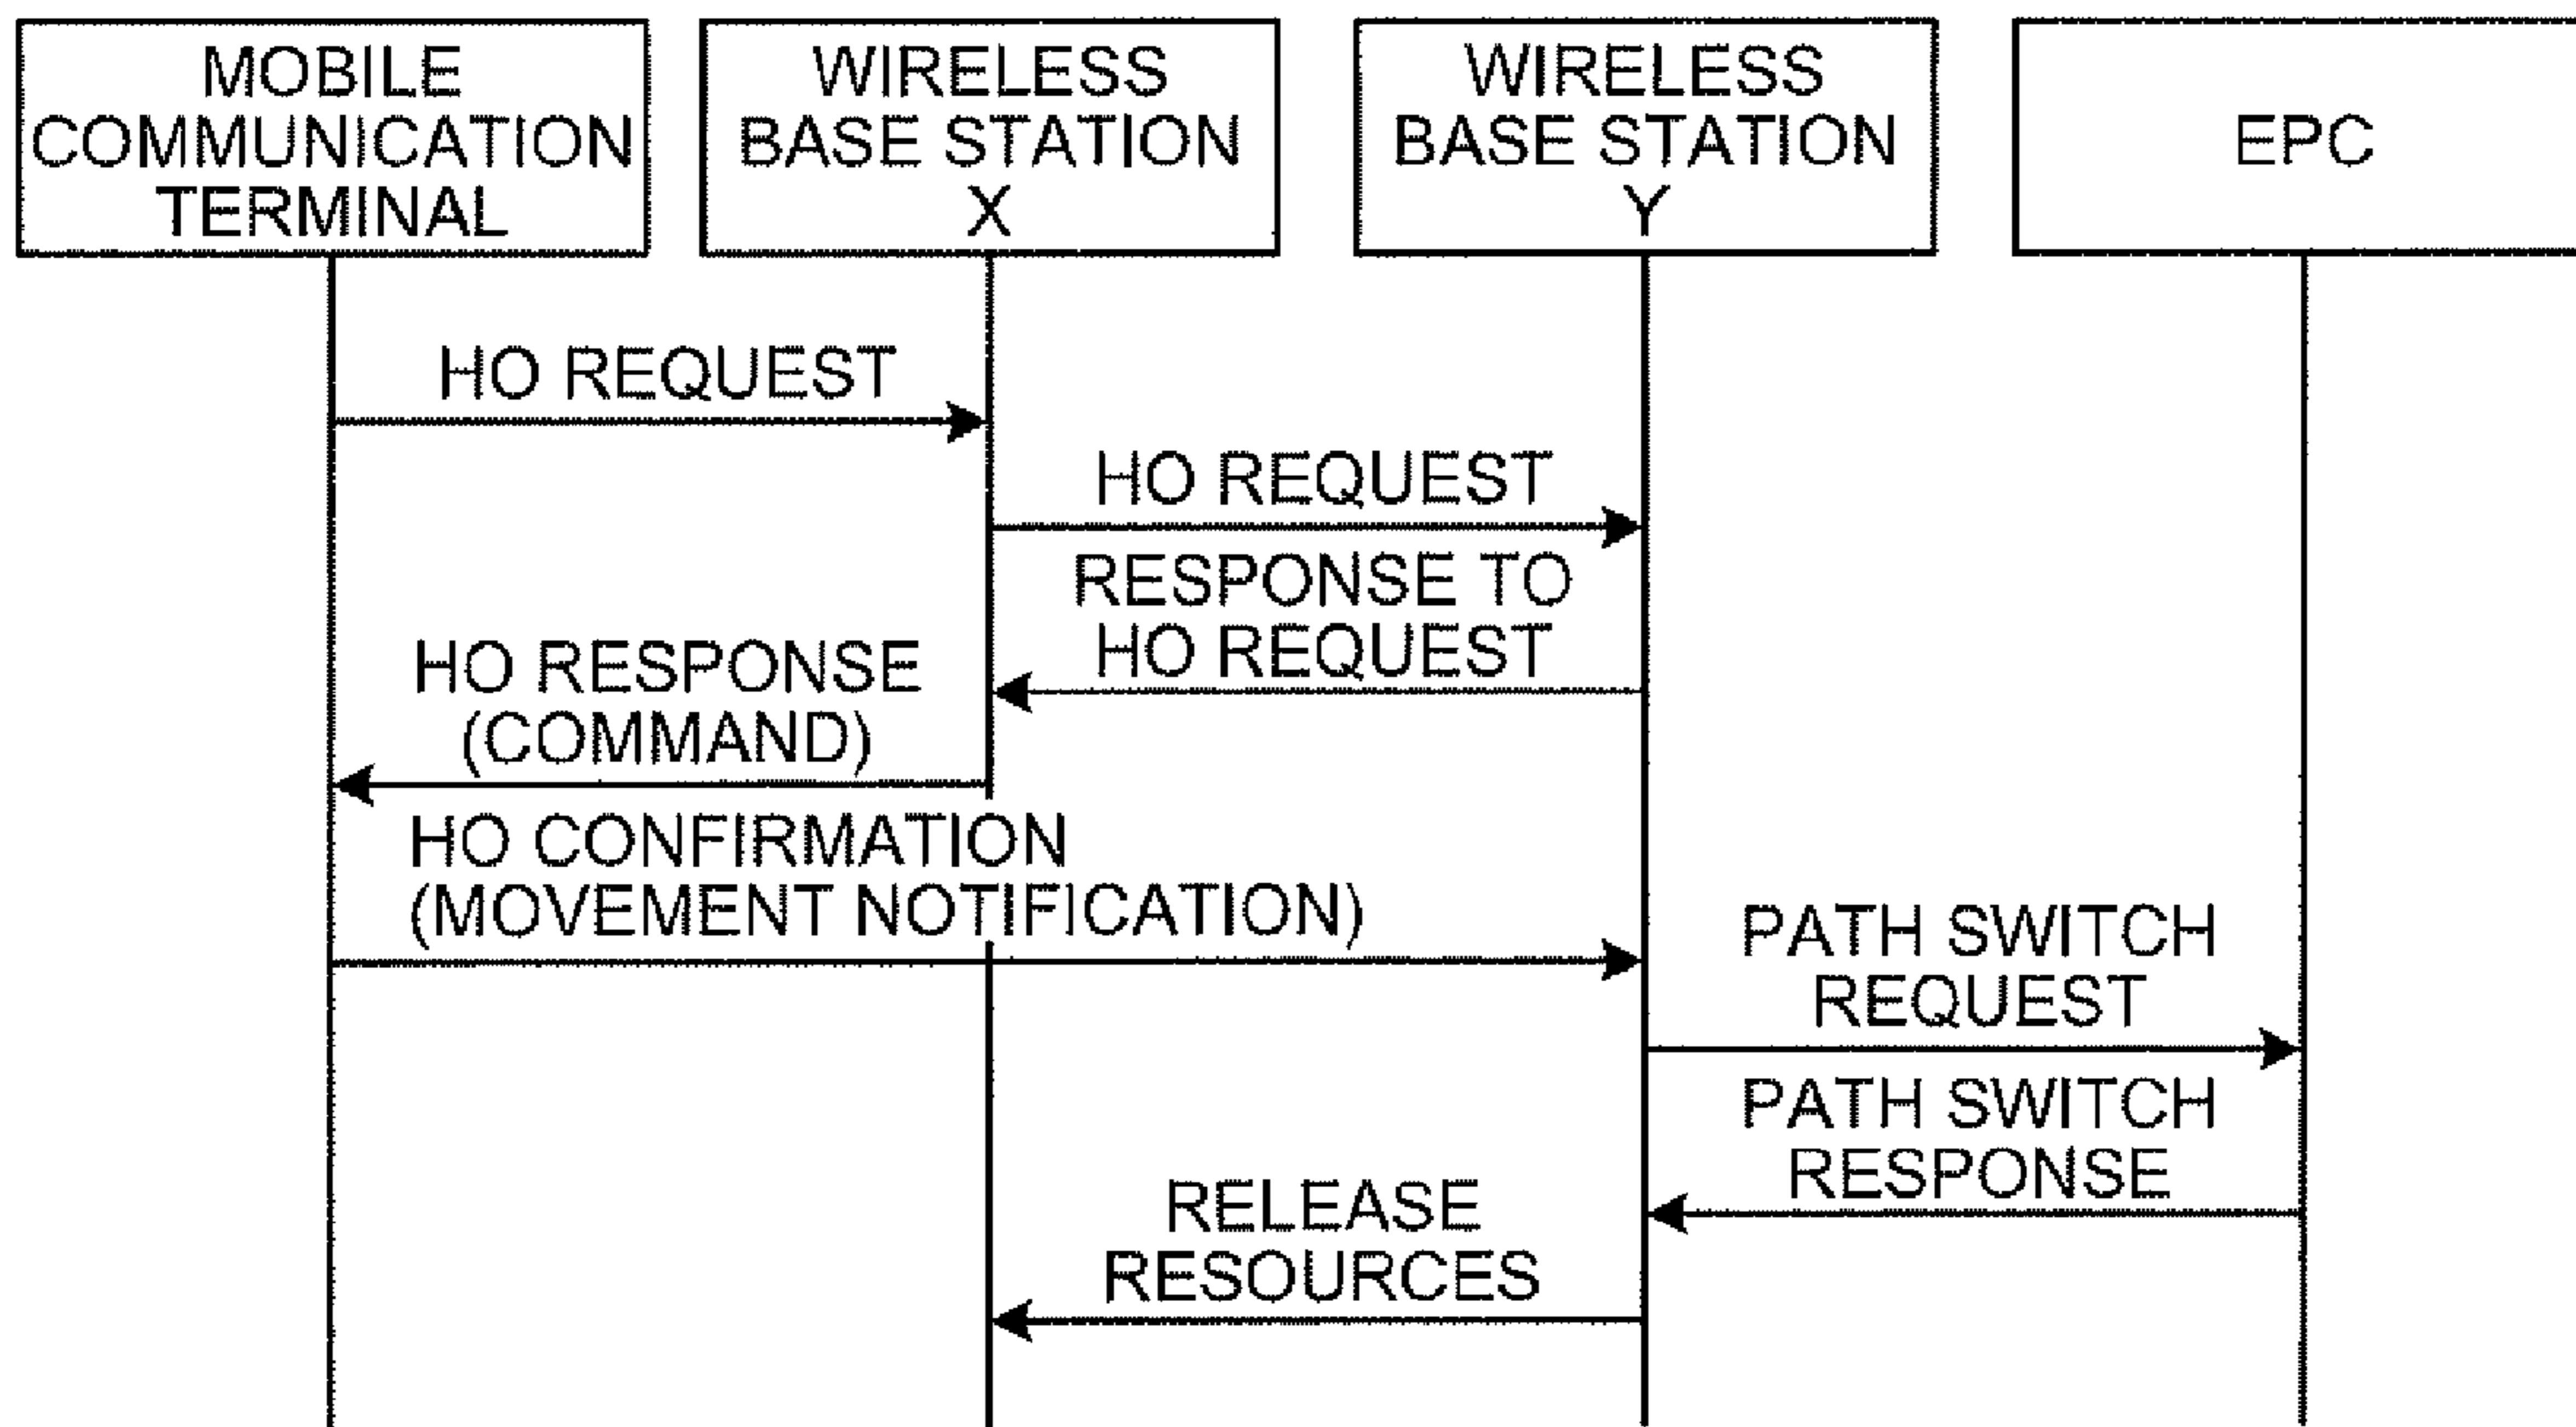 MOBILE
COMMUNICATION
TERMINAL
WIRELESS
BASE STATION
X
WIRELESS
BASE STATION
Y
EPC
HO REQUEST
HO REQUEST
RESPONSE TO
HO REQUEST
HO RESPONSE
(COMMAND)
HO CONFIRMATION
(MOVEMENT NOTIFICATION)
PATH SWITCH
REQUEST
PATH SWITCH
RESPONSE
RELEASE
RESOURCES